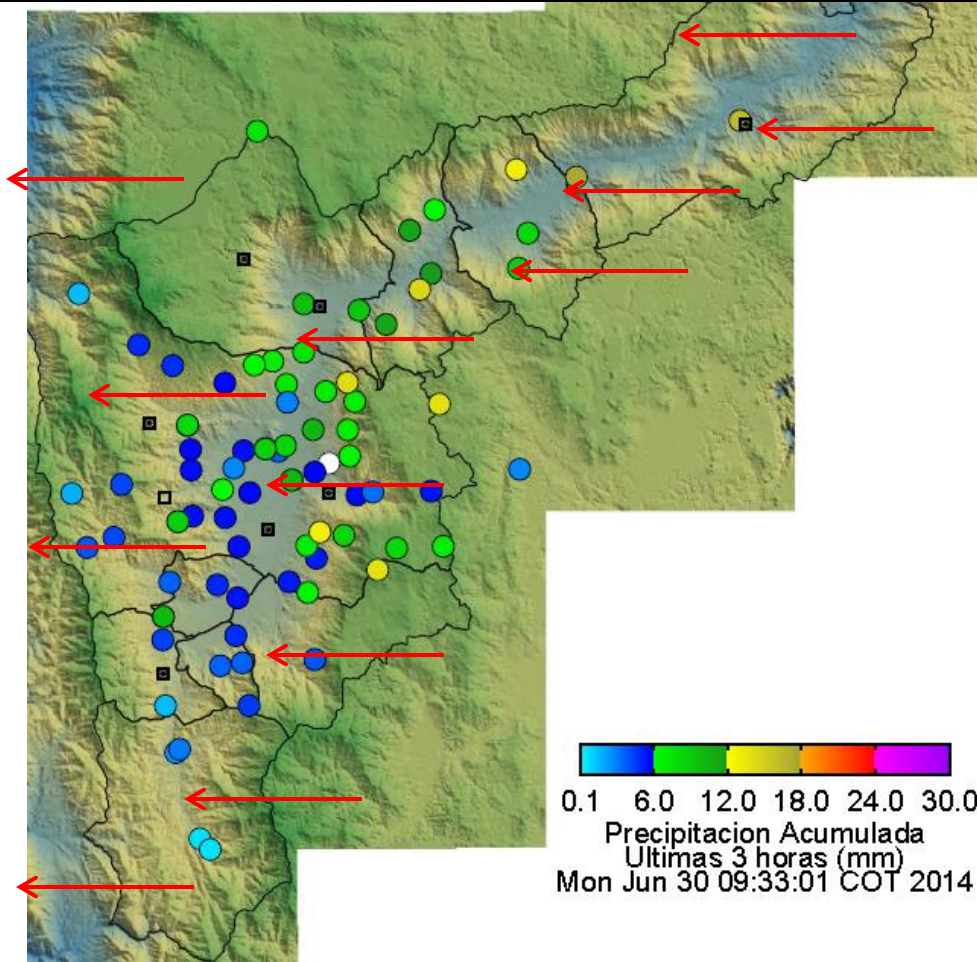 0.1 6.0 12.0 18.0 24.0 30.0
Precipitacion Acumulada
Ultimas 3 horas (mm)
Mon Jun 30 09:33:01 COT 2014